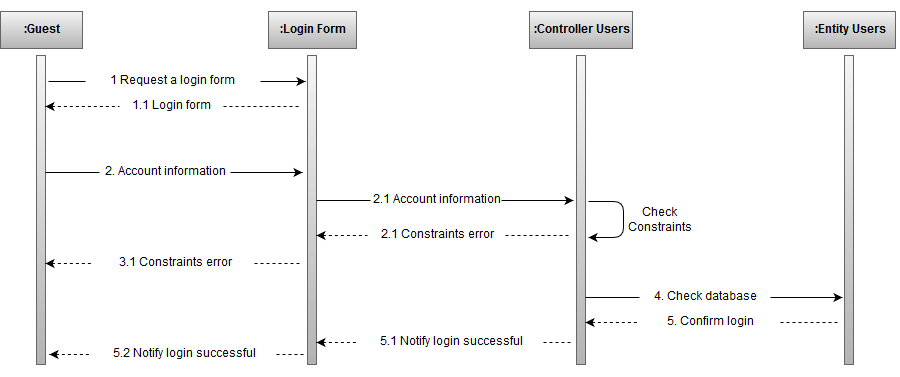 :Guest
:Login Form
:Controller Users
:Entity Users
1 Request a login form
1.1 Login form
2. Account information
2.1 Account information
Check
Constraints
2.1 Constraints error
3.1 Constraints error
4. Check database
5. Confirm login
5.1 Notify login successful
5.2 Notify login successful